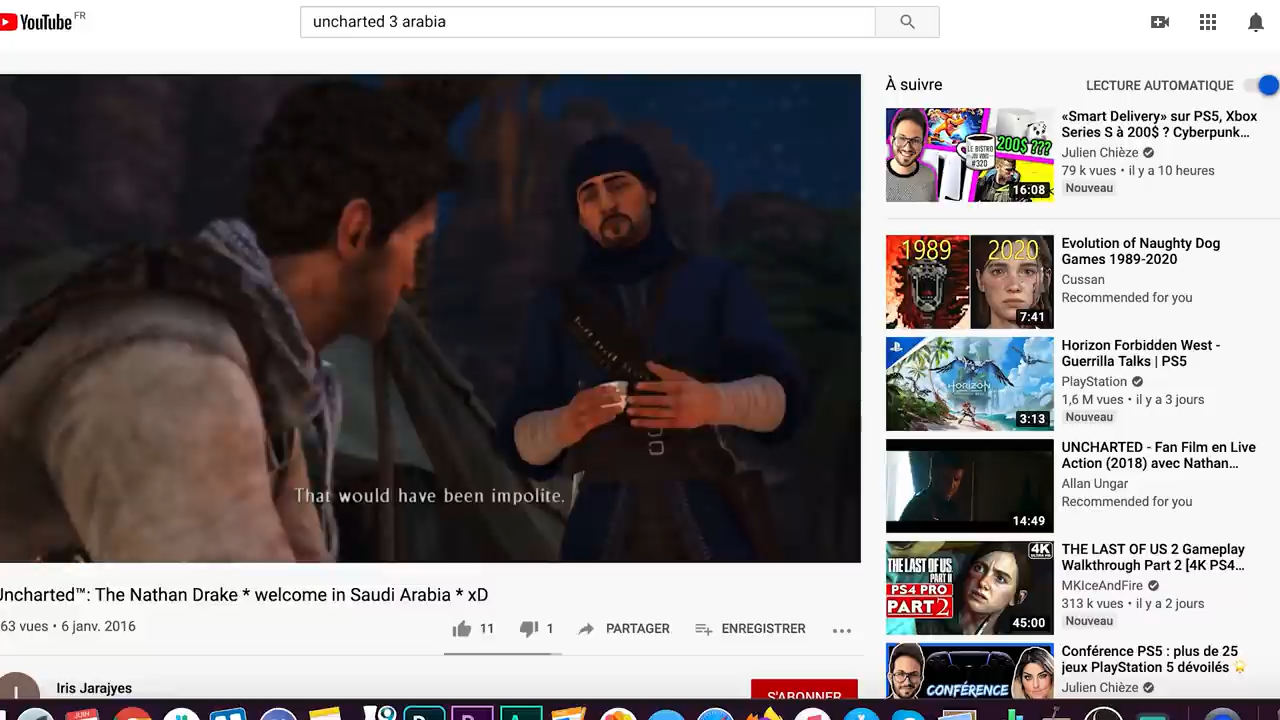 YouTube FR
uncharted 3 arabia
That would have been impolite.
Uncharted™: The Nathan Drake * welcome in Saudi Arabia * xD
63 vues • 6 janv. 2016
11
1
PARTAGER
ENREGISTRER
Iris Jarajyes
S'ABONNER
À suivre
LECTURE AUTOMATIQUE
LE BISTRO
#320
200$ ???
16:08
«Smart Delivery» sur PS5, Xbox
Series S à 200$ ? Cyberpunk...
Julien Chièze
79 k vues • il y a 10 heures
Nouveau
1989 2020
7:41
Evolution of Naughty Dog
Games 1989-2020
Cussan
Recommended for you
HORIZON
3:13
Horizon Forbidden West -
Guerrilla Talks | PS5
PlayStation
1,6 M vues • il y a 3 jours
Nouveau
14:49
UNCHARTED - Fan Film en Live
Action (2018) avec Nathan...
Allan Ungar
Recommended for you
4K
THE LAST OF US
PART II
PS4 PRO
PART 2
45:00
THE LAST OF US 2 Gameplay
Walkthrough Part 2 [4K PS4...
MKIceAndFire
313 k vues • il y a 2 jours
Nouveau
CONFÉRENCE
Conférence PS5 : plus de 25
jeux PlayStation 5 dévoilés
Julien Chièze
JUIN